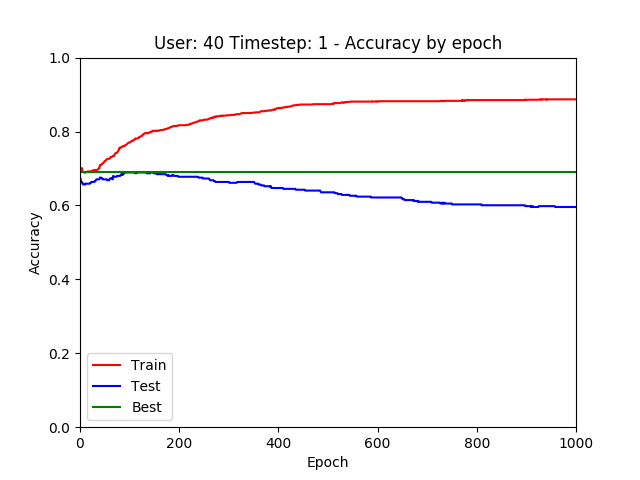 User: 40 Timestep: 1 - Accuracy by epoch
1.0
0.8
0.6
0.4
0.2
0.0
Accuracy
Train
Test
Best
0 200 400 600 800 1000
Epoch